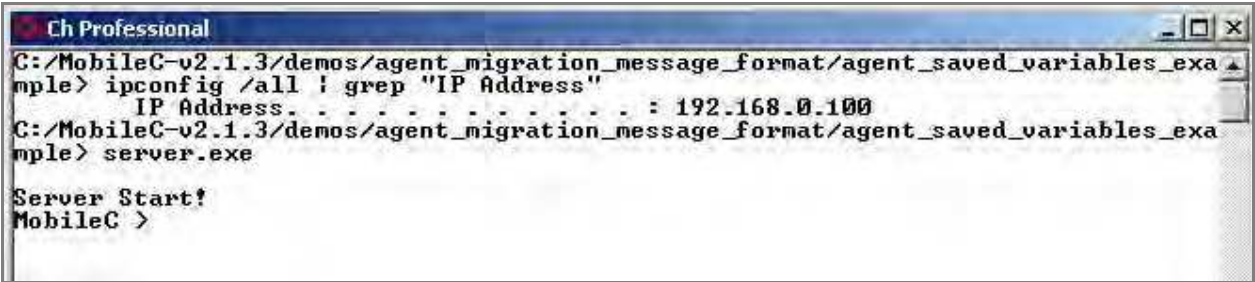 Ch Professional
C:/MobileC-v2.1.3/demos/agent_migration_message_format/agent_saved_variables_exa
mple> ipconfig /all | grep "IP Address"
IP Address. . . . . . . . . . . . : 192.168.0.100
C:/MobileC-v2.1.3/demos/agent_migration_message_format/agent_saved_variables_exa
mple> server.exe
Server Start!
MobileC >